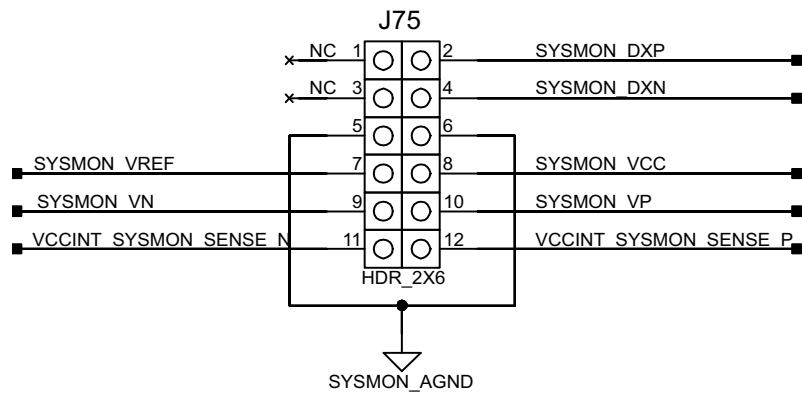 J75
NC 1 2 SYSMON_DXP
NC 3 4 SYSMON_DXN
5 6
SYSMON_VREF 7 8 SYSMON_VCC
SYSMON_VN 9 10 SYSMON_VP
VCCINT_SYSMON_SENSE_N 11 12 VCCINT_SYSMON_SENSE_P
HDR_2X6
SYSMON_AGND